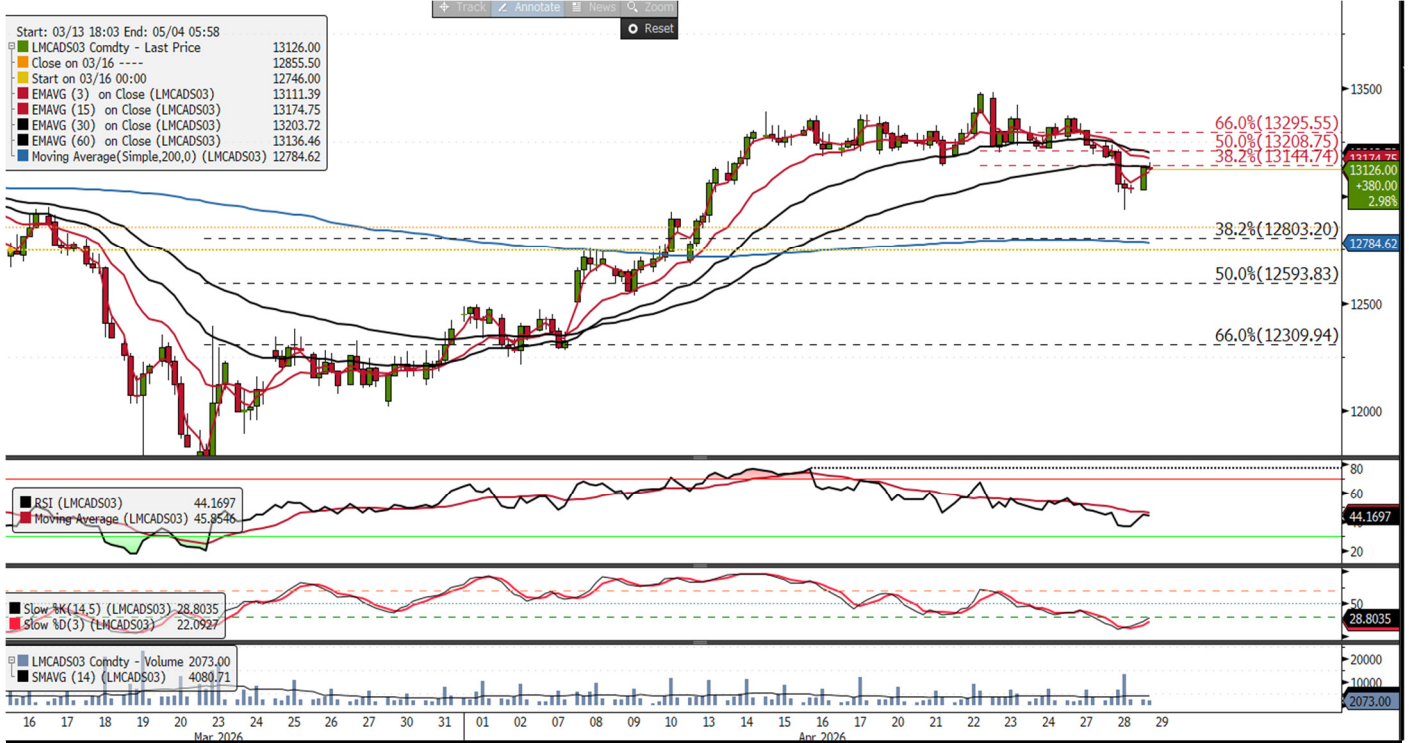 Track Annotate News Zoom
Reset
Start: 03/13 18:03 End: 05/04 05:58
LMCADS03 Comdty - Last Price 13126.00
Close on 03/16 ---- 12855.50
Start on 03/16 00:00 12746.00
EMAVG (3) on Close (LMCADS03) 13111.39
EMAVG (15) on Close (LMCADS03) 13174.75
EMAVG (30) on Close (LMCADS03) 13203.72
EMAVG (60) on Close (LMCADS03) 13136.46
Moving Average(Simple,200,0) (LMCADS03) 12784.62
13500
66.0%(13295.55)
50.0%(13208.75)
38.2%(13144.74)
13174.75
13126.00
+380.00
2.98%
38.2%(12803.20)
12784.62
50.0%(12593.83)
12500
66.0%(12309.94)
12000
80
60
RSI (LMCADS03) 44.1697
Moving Average (LMCADS03) 45.8546
44.1697
20
50
Slow %K(14,5) (LMCADS03) 28.8035
Slow %D(3) (LMCADS03) 22.0927
28.8035
LMCADS03 Comdty - Volume 2073.00
SMAVG (14) (LMCADS03) 4080.71
20000
10000
2073.00
16 17 18 19 20 23 24 25 26 27 30 31 01 02 07 08 09 10 13 14 15 16 17 20 21 22 23 24 27 28 29
Mar 2026 Apr 2026